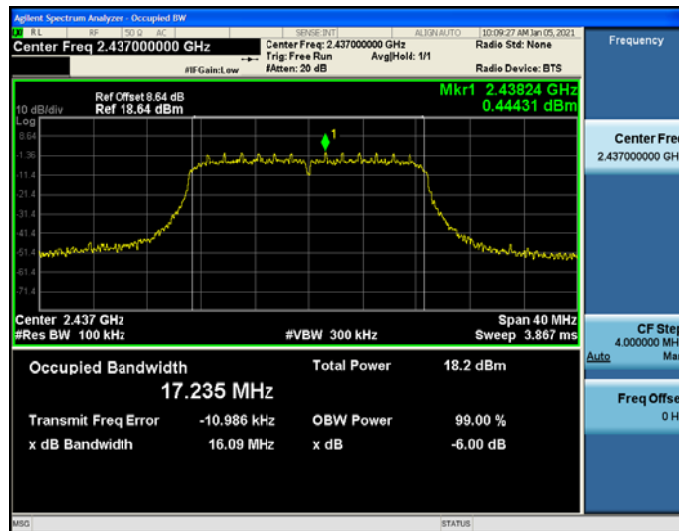 Agilent Spectrum Analyzer - Occupied BW
RL RF 50 Ω AC SENSE:INT ALIGN AUTO 10:09:27 AM Jan 05, 2021
Center Freq 2.437000000 GHz
Center Freq: 2.437000000 GHz
Radio Std: None
Trig: Free Run Avg|Hold: 1/1
#IFGain:Low #Atten: 20 dB Radio Device: BTS
Frequency
Mkr1 2.43824 GHz
0.44431 dBm
Ref Offset 8.64 dB
10 dB/div Ref 18.64 dBm
Log
8.64
1
-1.36
-11.4
-21.4
-31.4
-41.4
-51.4
-61.4
-71.4
Center Fre
2.437000000 GH
Center 2.437 GHz Span 40 MHz
#Res BW 100 kHz #VBW 300 kHz Sweep 3.867 ms
CF Step
4.000000 MH
Auto Ma
Occupied Bandwidth Total Power 18.2 dBm
17.235 MHz
Transmit Freq Error -10.986 kHz OBW Power 99.00 %
x dB Bandwidth 16.09 MHz x dB -6.00 dB
Freq Offse
0 H
MSG STATUS